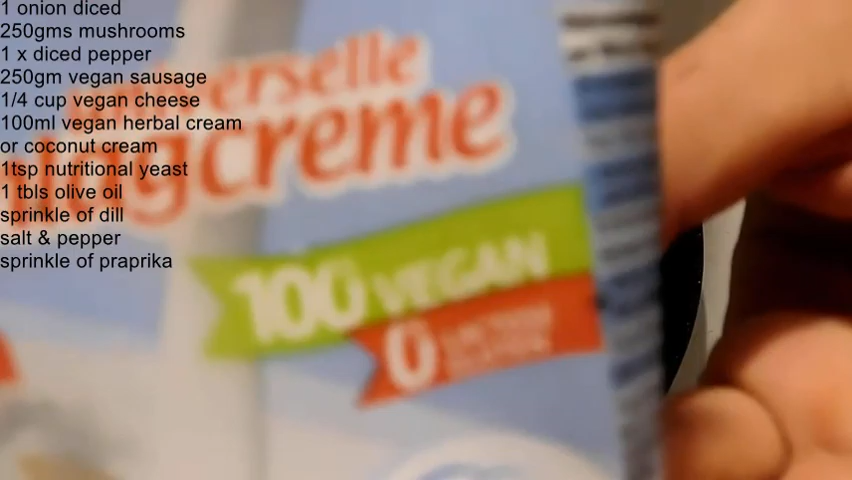 1 onion diced
250gms mushrooms
1 x diced pepper
250gm vegan sausage
1/4 cup vegan cheese
100ml vegan herbal cream
or coconut cream
1tsp nutritional yeast
1 tbls olive oil
sprinkle of dill
salt & pepper
sprinkle of praprika
100 VEGAN
0 LACTOSE
GLUTEN